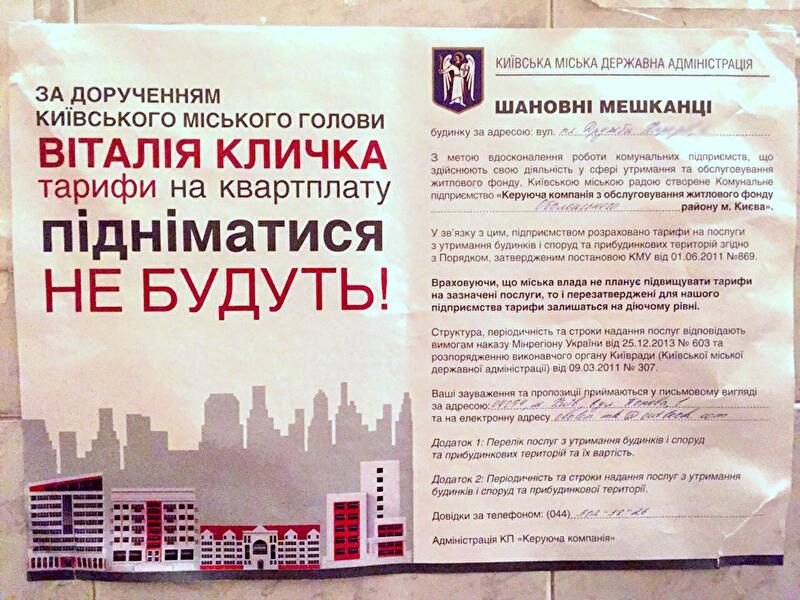 ЗА ДОРУЧЕННЯМ
КИЇВСЬКОГО МІСЬКОГО ГОЛОВИ
ВІТАЛІЯ КЛИЧКА
тарифи на квартплату
підніматися
НЕ БУДУТЬ!
КИЇВСЬКА МІСЬКА ДЕРЖАВНА АДМІНІСТРАЦІЯ
ШАНОВНІ МЕШКАНЦІ
будинку за адресою: вул.
З метою вдосконалення роботи комунальних підприємств, що
здійснюють свою діяльність у сфері утримання та обслуговування
житлового фонду, Київською міською радою створене Комунальне
підприємство «Керуюча компанія з обслуговування житлового фонду
району м. Києва».
У зв'язку з цим, підприємством розраховано тарифи на послуги
з утримання будинків і споруд та прибудинкових територій згідно
з Порядком, затвердженим постановою КМУ від 01.06.2011 №869.
Враховуючи, що міська влада не планує підвищувати тарифи
на зазначені послуги, то і перезатверджені для нашого
підприємства тарифи залишаться на діючому рівні.
Структура, періодичність та строки надання послуг відповідають
вимогам наказу Мінрегіону України від 25.12.2013 № 603 та
розпорядженню виконавчого органу Київради (Київської міської
державної адміністрації) від 09.03.2011 № 307.
Ваші зауваження та пропозиції приймаються у письмовому вигляді
за адресою:
та на електронну адресу
Додаток 1: Перелік послуг з утримання будинків і споруд
та прибудинкових територій та їх вартість.
Додаток 2: Періодичність та строки надання послуг з утримання
будинків і споруд та прибудинкової території.
Довідки за телефоном: (044)
Адміністрація КП «Керуюча компанія»